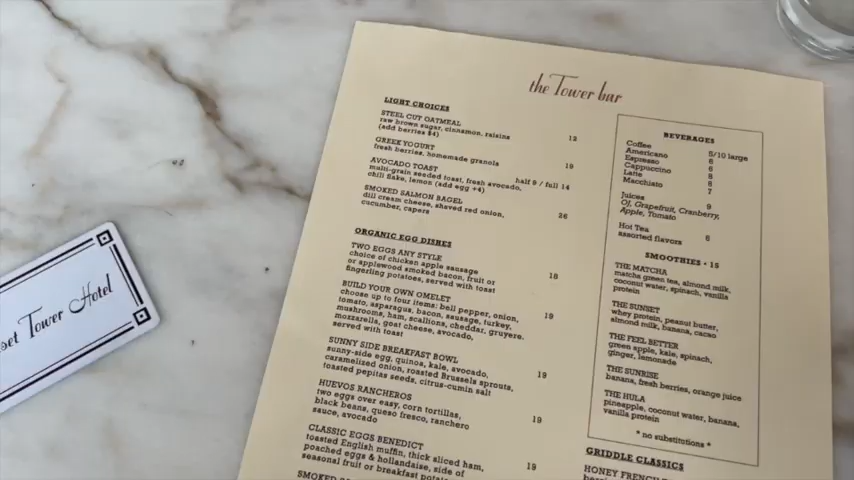 the Tower bar
LIGHT CHOICES
STEEL CUT OATMEAL
raw brown sugar, cinnamon, raisins 12
(add berries $4)
GREEK YOGURT
fresh berries, homemade granola 19
AVOCADO TOAST
multi-grain seeded toast, fresh avocado, half 9 / full 14
chili flake, lemon (add egg +4)
SMOKED SALMON BAGEL
dill cream cheese, shaved red onion, 26
cucumber, capers
ORGANIC EGG DISHES
TWO EGGS ANY STYLE
choice of chicken apple sausage 18
or applewood smoked bacon, fruit or
fingerling potatoes, served with toast
BUILD YOUR OWN OMELET
choose up to four items: bell pepper, onion, 19
tomato, asparagus, bacon, sausage, turkey,
mushrooms, ham, scallions, cheddar, gruyere,
mozzarella, goat cheese, avocado,
served with toast
SUNNY SIDE BREAKFAST BOWL
sunny-side egg, quinoa, kale, avocado, 19
caramelized onion, roasted Brussels sprouts,
toasted pepitas seeds, citrus-cumin salt
HUEVOS RANCHEROS
two eggs over easy, corn tortillas, 19
black beans, queso fresco, ranchero
sauce, avocado
CLASSIC EGGS BENEDICT
toasted English muffin, thick sliced ham, 19
poached eggs & hollandaise, side of
seasonal fruit or breakfast
SMOKED
BEVERAGES
Coffee 5/10 large
Americano 6
Espresso 6
Cappuccino 8
Latte 8
Macchiato 7
Juices 9
OJ, Grapefruit, Cranberry,
Apple, Tomato
Hot Tea 6
assorted flavors
SMOOTHIES • 15
THE MATCHA
matcha green tea, almond milk,
coconut water, spinach, vanilla
protein
THE SUNSET
whey protein, peanut butter,
almond milk, banana, cacao
THE FEEL BETTER
green apple, kale, spinach,
ginger, lemonade
THE SUNRISE
banana, fresh berries, orange juice
THE HULA
pineapple, coconut water, banana,
vanilla protein
* no substitutions *
GRIDDLE CLASSICS
HONEY FRENCH
set Tower Hotel